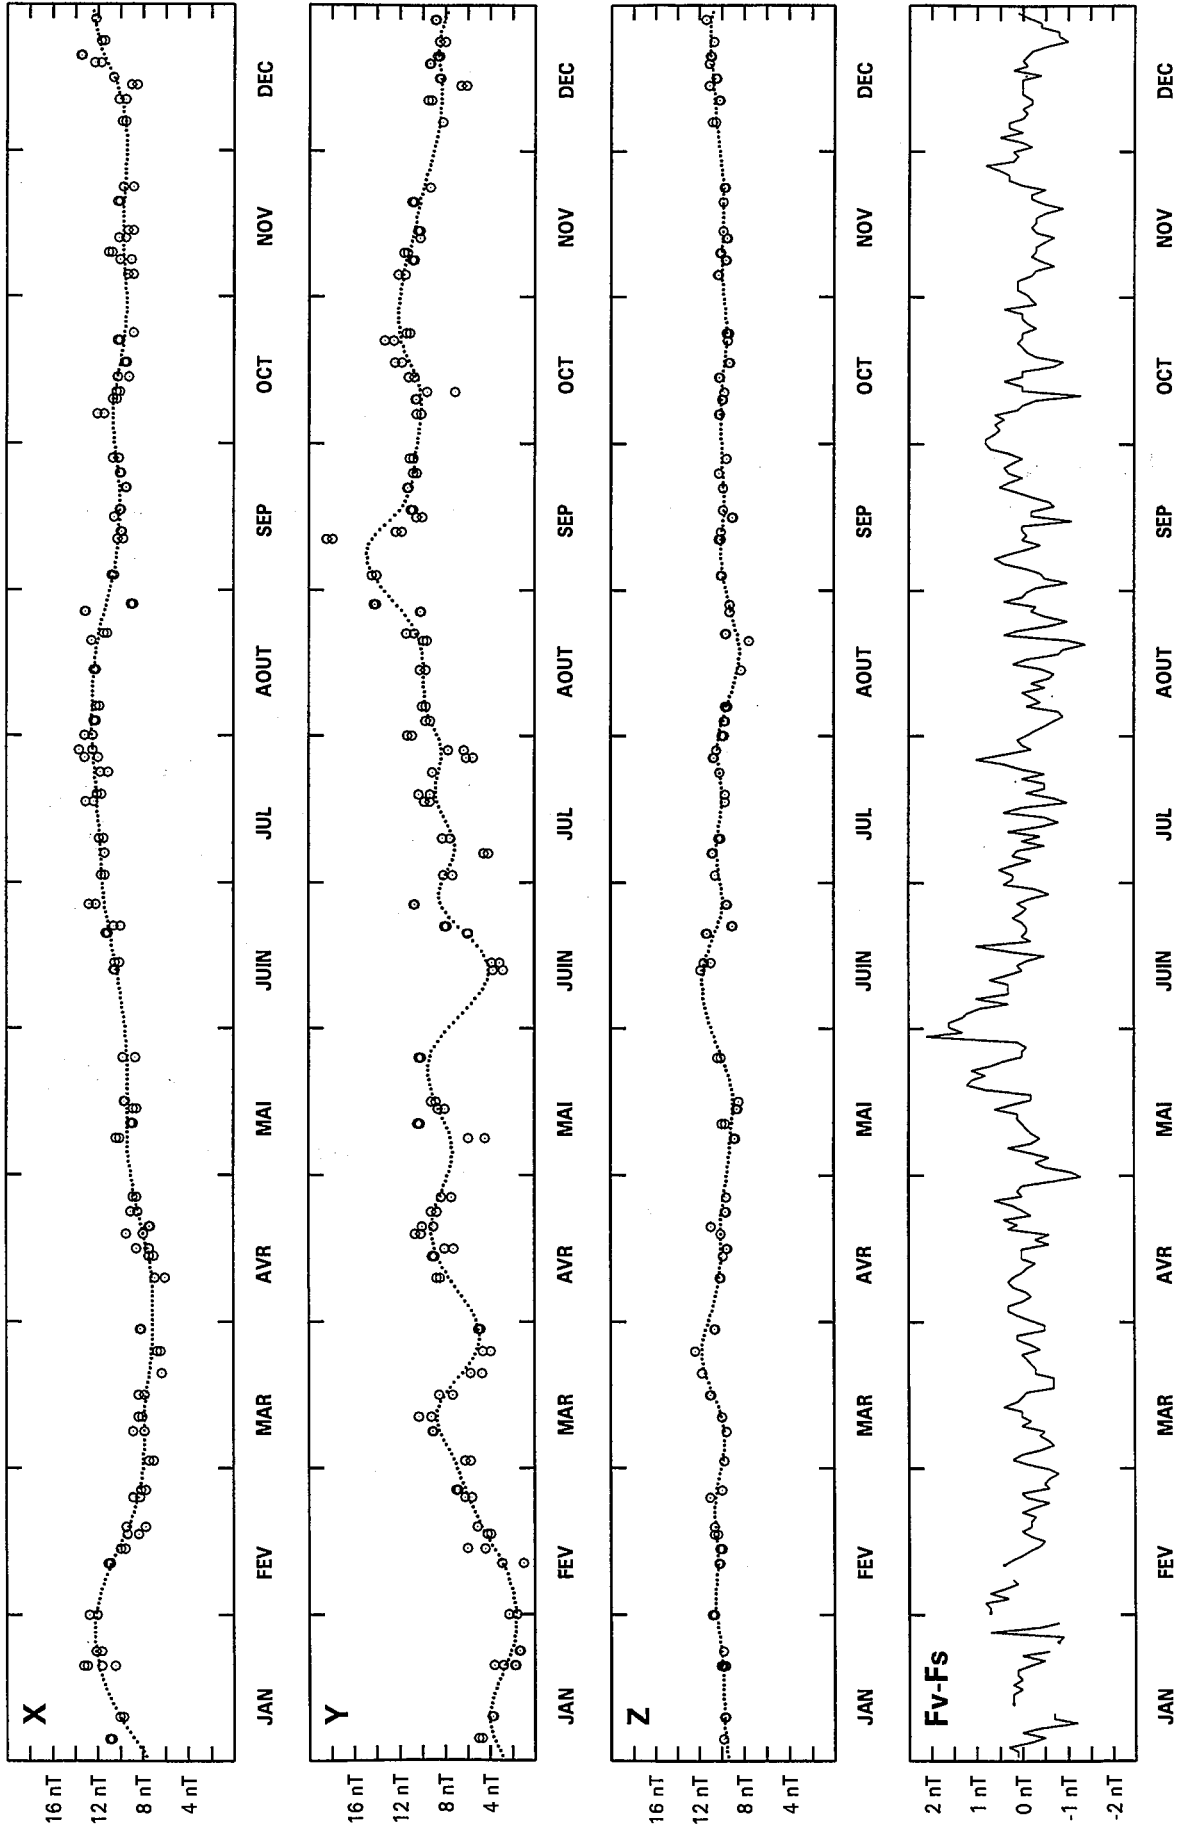 X
16 nT
12 nT
8 nT
4 nT
JAN
FEV
MAR
AVR
MAI
JUIN
JUL
AOUT
SEP
OCT
NOV
DEC
Y
16 nT
12 nT
8 nT
4 nT
JAN
FEV
MAR
AVR
MAI
JUIN
JUL
AOUT
SEP
OCT
NOV
DEC
Z
16 nT
12 nT
8 nT
4 nT
JAN
FEV
MAR
AVR
MAI
JUIN
JUL
AOUT
SEP
OCT
NOV
DEC
Fv-Fs
2 nT
1 nT
0 nT
-1 nT
-2 nT
JAN
FEV
MAR
AVR
MAI
JUIN
JUL
AOUT
SEP
OCT
NOV
DEC